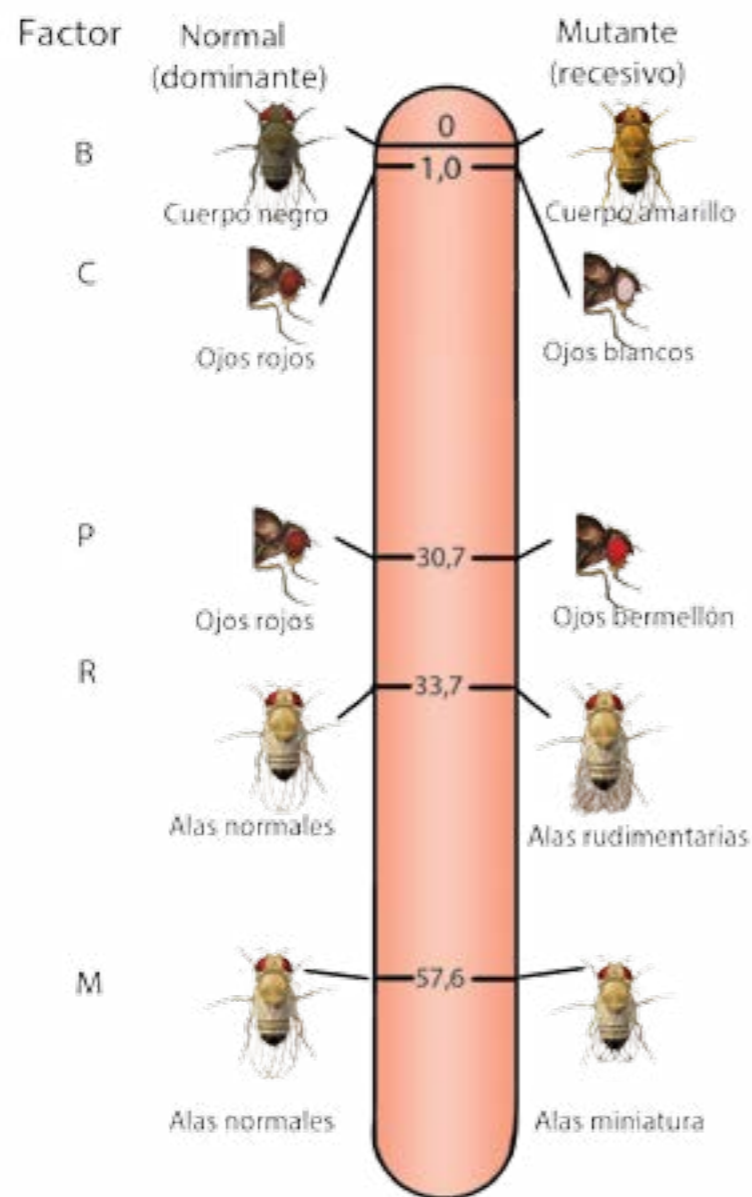 Factor
Normal
(dominante)
Mutante
(recesivo)
B
0
1,0
Cuerpo negro
Cuerpo amarillo
C
Ojos rojos
Ojos blancos
P
30,7
Ojos rojos
Ojos bermellón
R
33,7
Alas normales
Alas rudimentarias
M
57,6
Alas normales
Alas miniatura